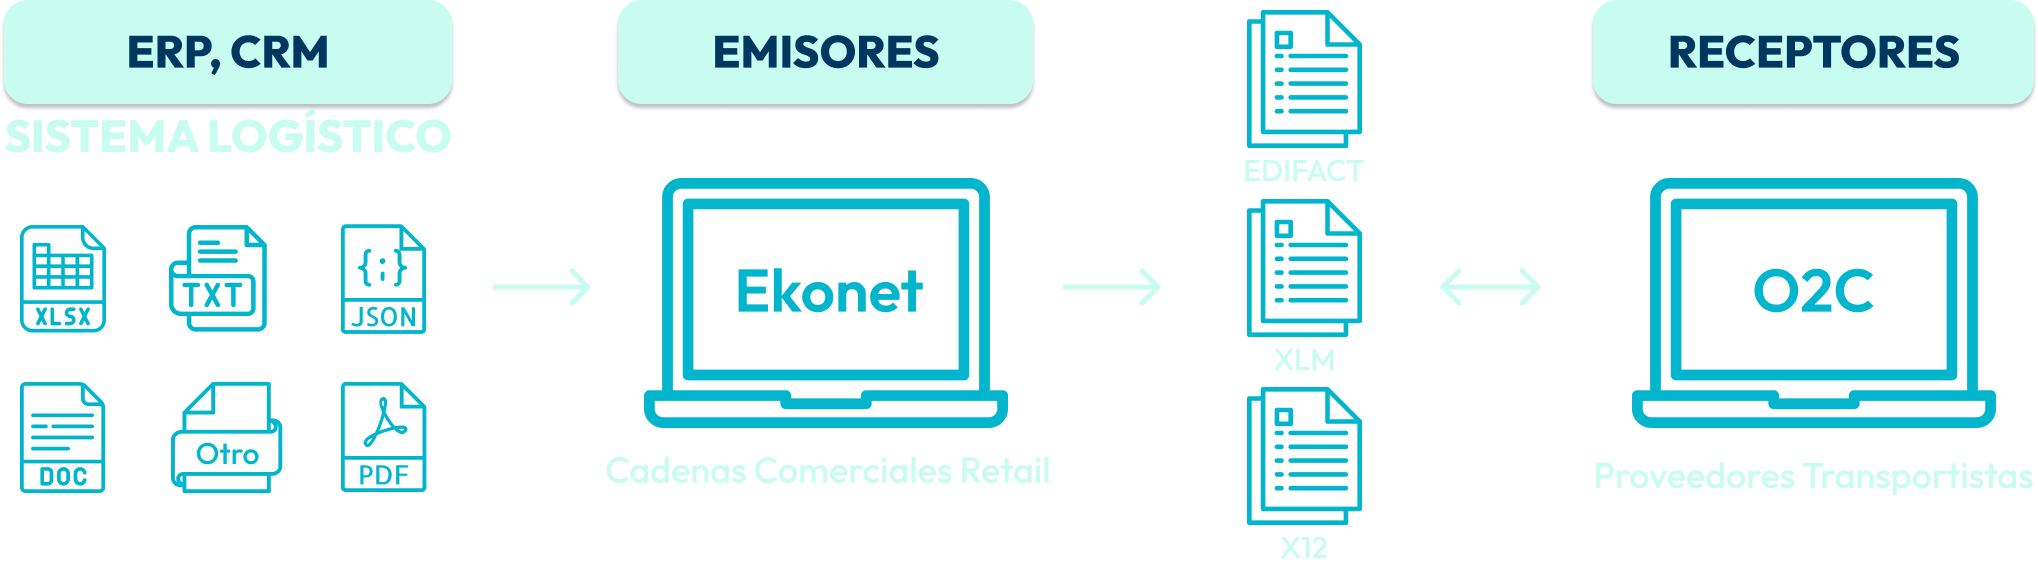 ERP, CRM
SISTEMA LOGÍSTICO
XLSX
TXT
{;}
JSON
DOC
Otro
PDF
EMISORES
Ekonet
Cadenas Comerciales Retail
EDIFACT
XLM
X12
RECEPTORES
O2C
Proveedores Transportistas